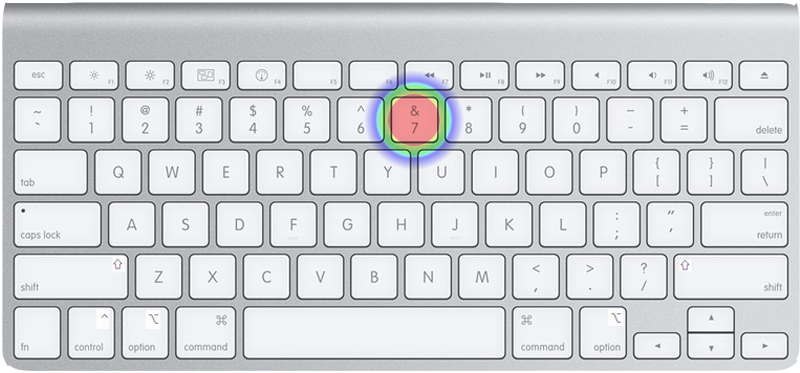 esc F1 F2 F3 F4 F5 F6 F7 F8 F9 F10 F11 F12
~ ! @ # $ % ^ & * ( ) – +
` 1 2 3 4 5 6 7 8 9 0 - = delete
tab Q W E R T Y U I O P { [ } ] | \
caps lock A S D F G H J K L : ; " ' enter return
shift Z X C V B N M < , > . ? / shift
fn ^ control ⌥ option ⌘ command ⌘ command ⌥ option